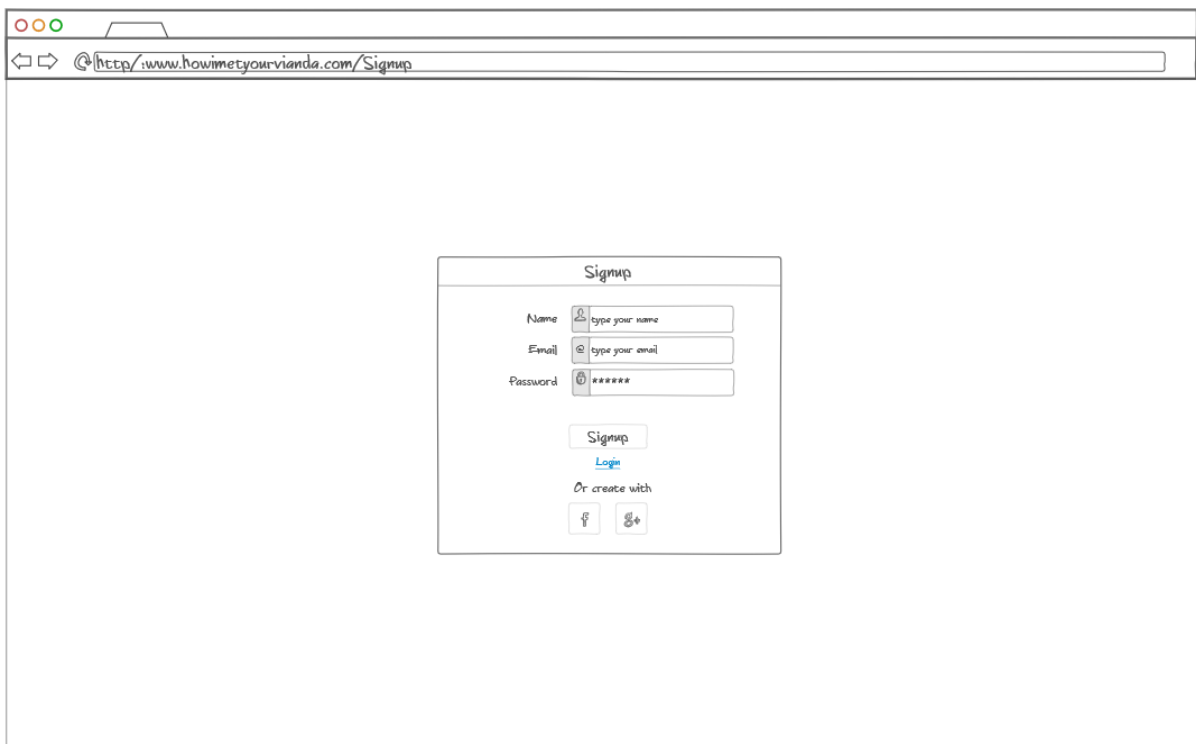 http/:www.howimetyourvianda.com/Signup
Signup
Name type your name
Email @ type your email
Password ******
Signup
Login
Or create with
f g+